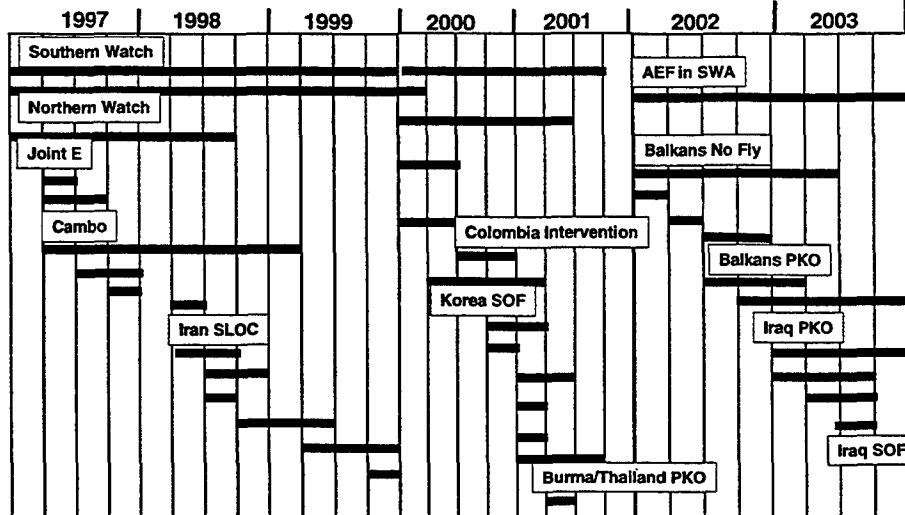 1997 1998 1999 2000 2001 2002 2003
Southern Watch
AEF in SWA
Northern Watch
Joint E
Balkans No Fly
Cambo
Colombia Intervention
Balkans PKO
Korea SOF
Iran SLOC
Iraq PKO
Iraq SOF
Burma/Thailand PKO